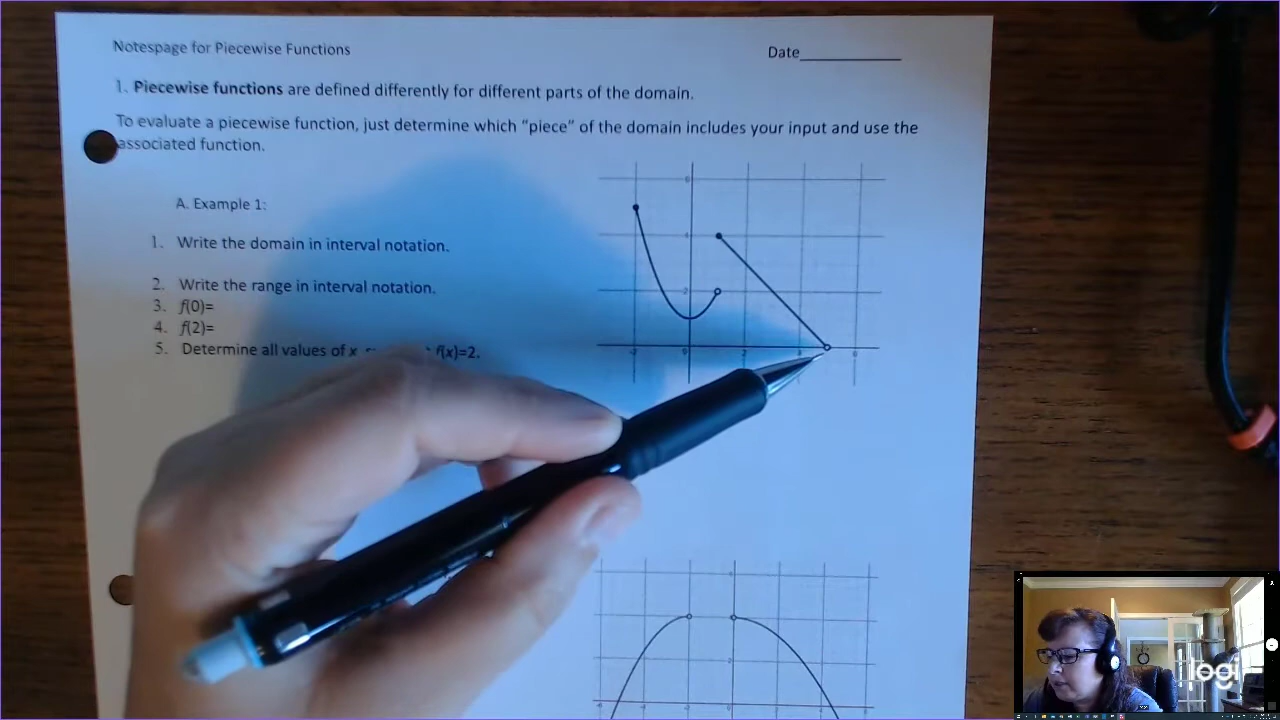 Notespage for Piecewise Functions
Date____________
1. Piecewise functions are defined differently for different parts of the domain.
To evaluate a piecewise function, just determine which “piece” of the domain includes your input and use the
associated function.
A. Example 1:
1. Write the domain in interval notation.
2. Write the range in interval notation.
3. f(0)=
4. f(2)=
5. Determine all values of x f(x)=2.
logi